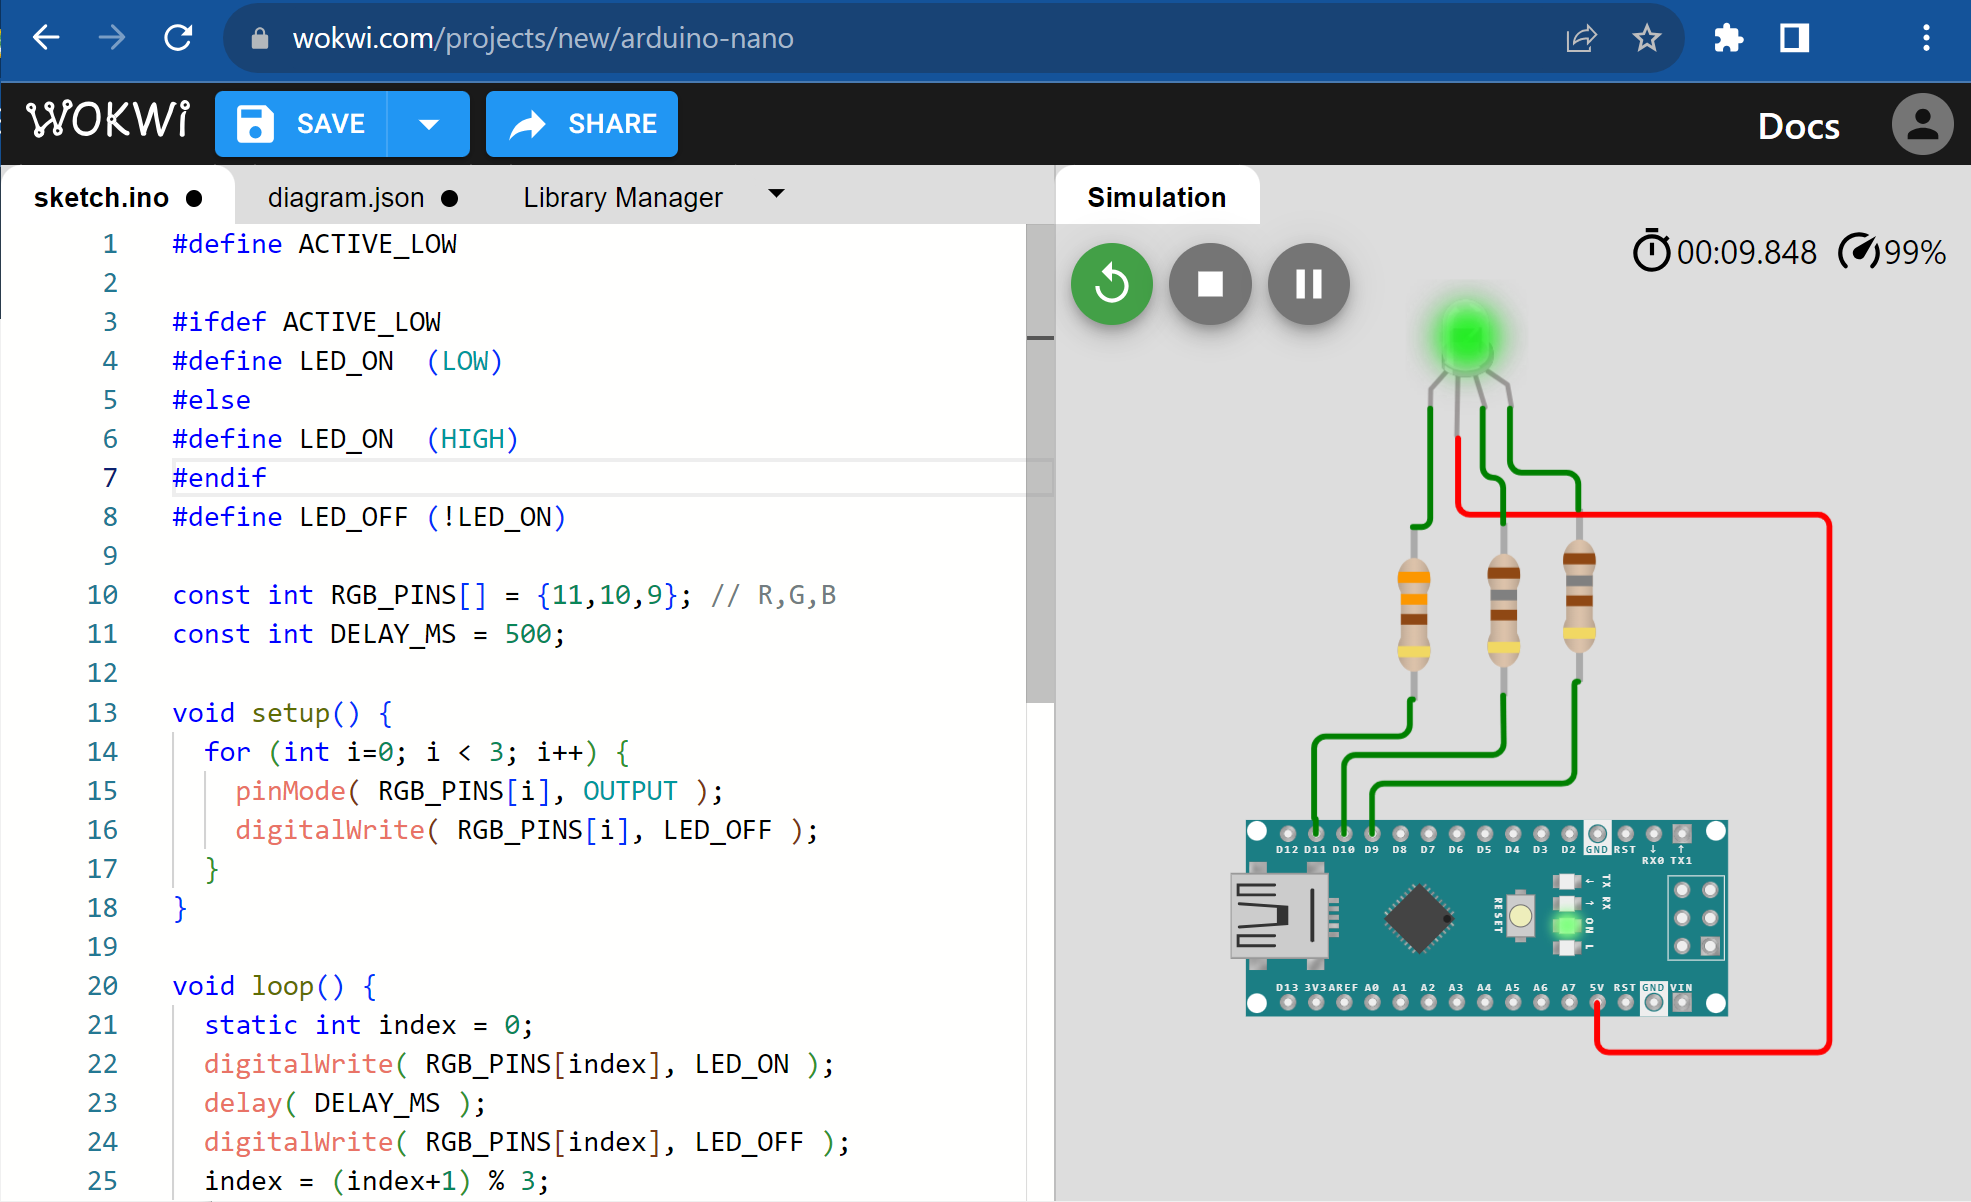 wokwi.com/projects/new/arduino-nano
WOKWi SAVE SHARE Docs
sketch.ino diagram.json Library Manager Simulation
00:09.848 99%
1 #define ACTIVE_LOW
2
3 #ifdef ACTIVE_LOW
4 #define LED_ON  (LOW)
5 #else
6 #define LED_ON  (HIGH)
7 #endif
8 #define LED_OFF (!LED_ON)
9
10 const int RGB_PINS[] = {11,10,9}; // R,G,B
11 const int DELAY_MS = 500;
12
13 void setup() {
14   for (int i=0; i < 3; i++) {
15     pinMode( RGB_PINS[i], OUTPUT );
16     digitalWrite( RGB_PINS[i], LED_OFF );
17   }
18 }
19
20 void loop() {
21   static int index = 0;
22   digitalWrite( RGB_PINS[index], LED_ON );
23   delay( DELAY_MS );
24   digitalWrite( RGB_PINS[index], LED_OFF );
25   index = (index+1) % 3;
D12 D11 D10 D9 D8 D7 D6 D5 D4 D3 D2 GND RST ↓ ↑
RX0 TX1
RESET
← TX
→ RX
ON
L
D13 3V3 AREF A0 A1 A2 A3 A4 A5 A6 A7 5V RST GND VIN